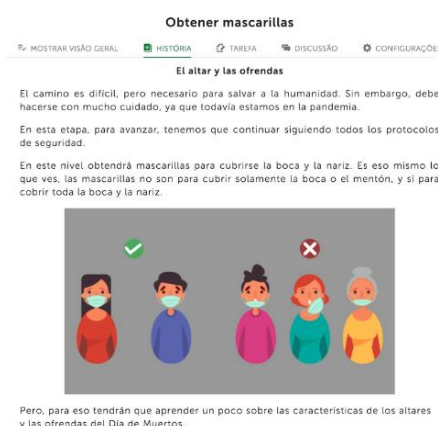 Obtener mascarillas
MOSTRAR VISÃO GERAL HISTÓRIA TAREFA DISCUSSÃO CONFIGURAÇÕE
El altar y las ofrendas
El camino es difícil, pero necesario para salvar a la humanidad. Sin embargo, debe
hacerse con mucho cuidado, ya que todavía estamos en la pandemia.
En esta etapa, para avanzar, tenemos que continuar siguiendo todos los protocolos
de seguridad.
En este nivel obtendrá mascarillas para cubrirse la boca y la nariz. Es eso mismo lo
que ves, las mascarillas no son para cubrir solamente la boca o el mentón, y sí para
cobrir toda la boca y la nariz.
Pero, para eso tendrán que aprender un poco sobre las características de los altares
y las ofrendas del Día de Muertos.